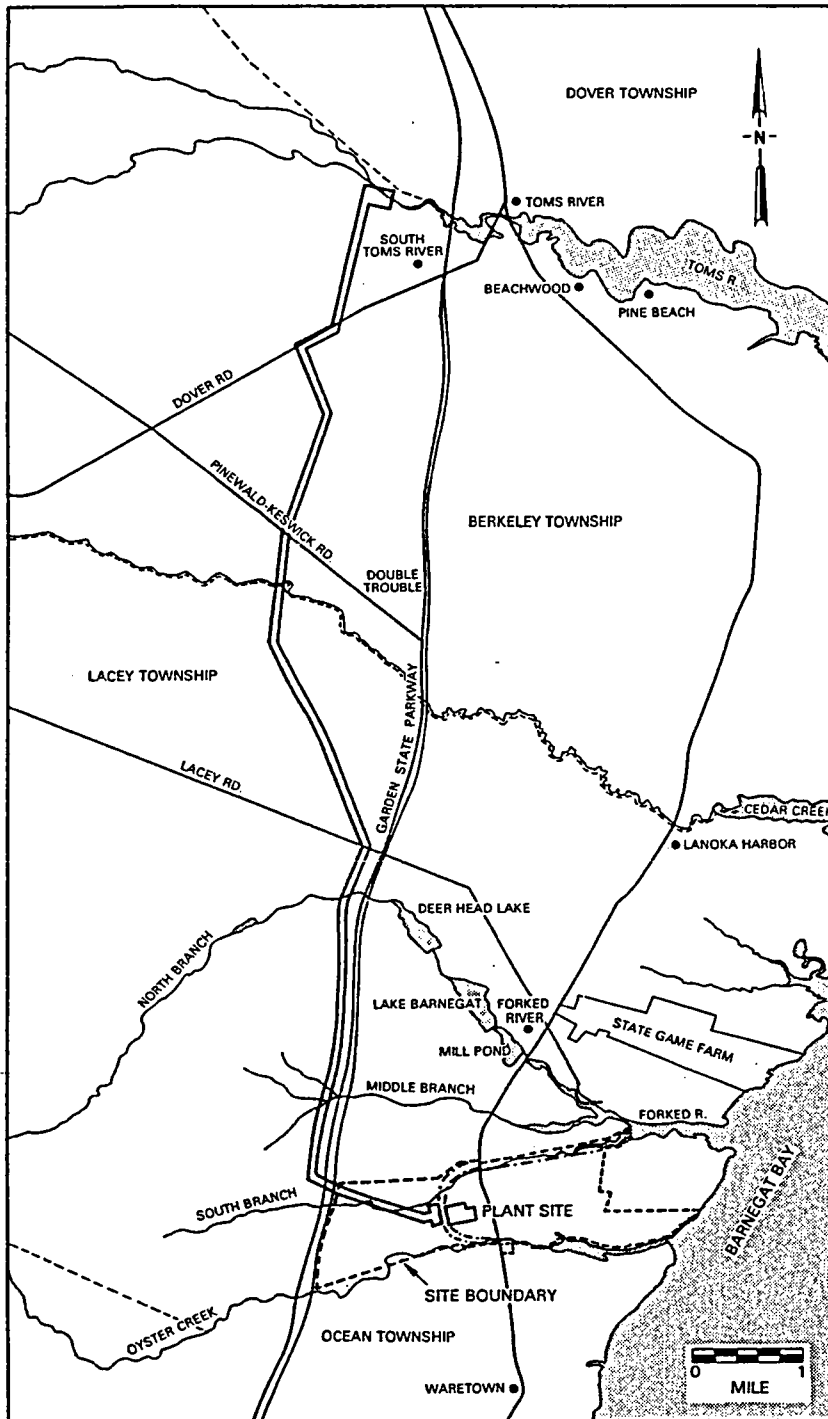 DOVER TOWNSHIP
-N-
TOMS RIVER
SOUTH
TOMS RIVER
TOMS R.
BEACHWOOD
PINE BEACH
DOVER RD
PINEWALD-KESWICK RD.
BERKELEY TOWNSHIP
DOUBLE
TROUBLE
LACEY TOWNSHIP
GARDEN STATE PARKWAY
LACEY RD.
CEDAR CREEK
LANOKA HARBOR
DEER HEAD LAKE
NORTH BRANCH
LAKE BARNEGAT
FORKED
RIVER
STATE GAME FARM
MILL POND
MIDDLE BRANCH
FORKED R.
BARNEGAT BAY
SOUTH BRANCH
PLANT SITE
SITE BOUNDARY
OYSTER CREEK
OCEAN TOWNSHIP
WARETOWN
0 1
MILE